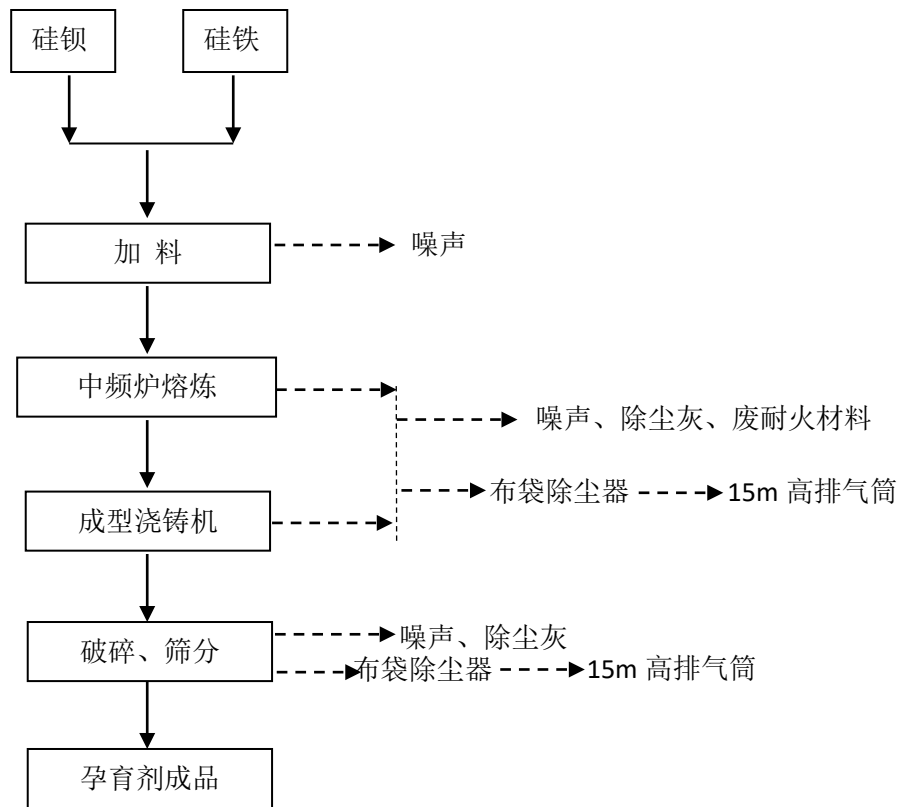 硅钡
硅铁
加 料
噪声
中频炉熔炼
噪声、除尘灰、废耐火材料
布袋除尘器
15m 高排气筒
成型浇铸机
破碎、筛分
噪声、除尘灰
布袋除尘器
15m 高排气筒
孕育剂成品